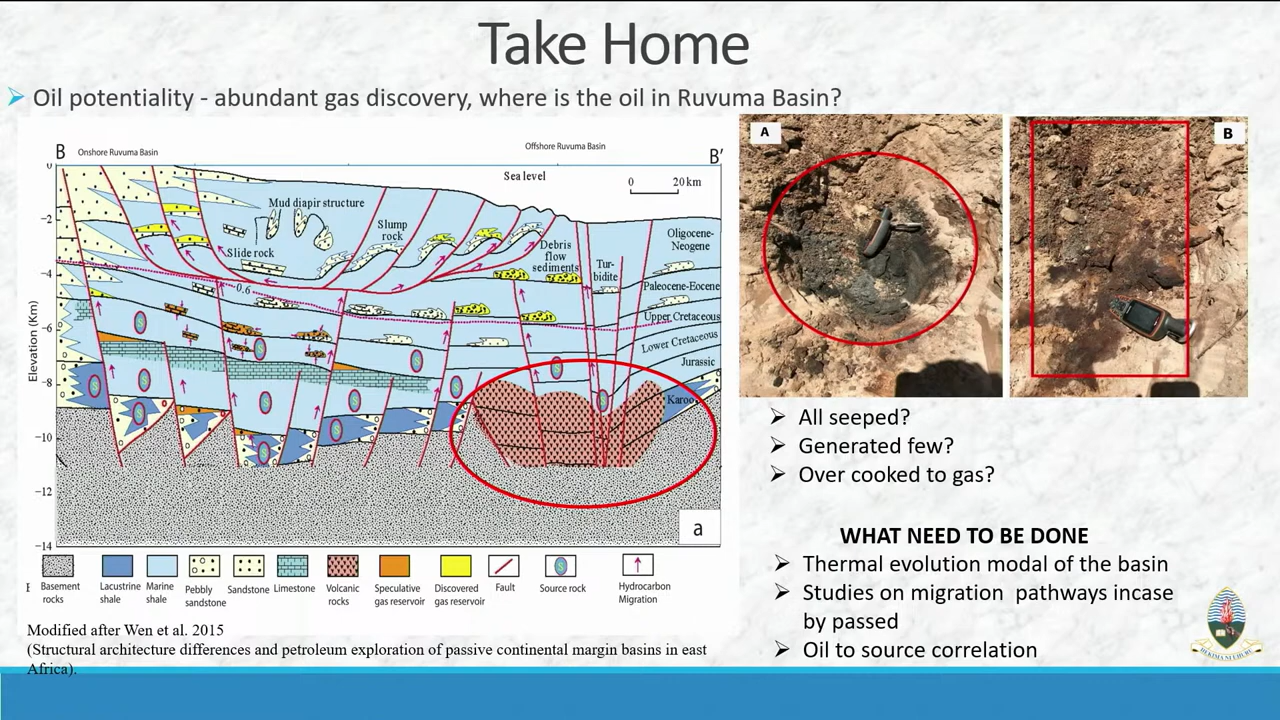 Take Home
Oil potentiality - abundant gas discovery, where is the oil in Ruvuma Basin?
B
Onshore Ruvuma Basin
Offshore Ruvuma Basin
B'
A
B
0
Sea level
0 20 km
Mud diapir structure
−2
Slump
rock
Oligocene-
Neogene
Slide rock
Debris
flow
sediments
Tur-
bidite
−4
0.6
Paleocene-Eocene
Upper Cretaceous
Elevation (Km)
−6
Lower Cretaceous
Jurassic
−8
Karoo
−10
−12
a
−14
Basement
rocks
Lacustrine
shale
Marine
shale
Pebbly
sandstone
Sandstone
Limestone
Volcanic
rocks
Speculative
gas reservoir
Discovered
gas reservoir
Fault
Source rock
Hydrocarbon
Migration
Modified after Wen et al. 2015
(Structural architecture differences and petroleum exploration of passive continental margin basins in east
Africa).
All seeped?
Generated few?
Over cooked to gas?
WHAT NEED TO BE DONE
Thermal evolution modal of the basin
Studies on migration pathways incase
by passed
Oil to source correlation
HEKIMA NI UHURU